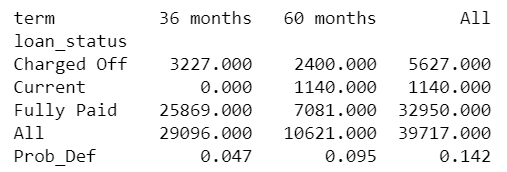 term 36 months 60 months All
loan_status
Charged Off 3227.000 2400.000 5627.000
Current 0.000 1140.000 1140.000
Fully Paid 25869.000 7081.000 32950.000
All 29096.000 10621.000 39717.000
Prob_Def 0.047 0.095 0.142